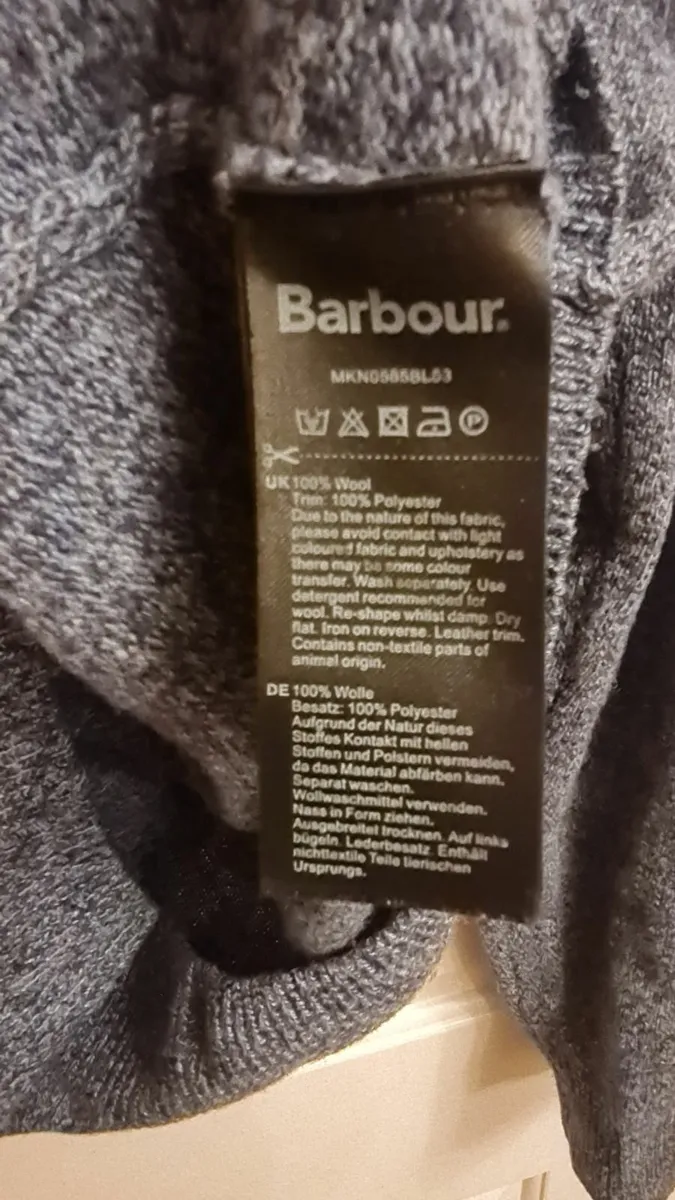 Barbour.
MKN0585BL53
P
UK 100% Wool
Trim: 100% Polyester
Due to the nature of this fabric,
please avoid contact with light
coloured fabric and upholstery as
there may be some colour
transfer. Wash separately. Use
detergent recommended for
wool. Re-shape whilst damp. Dry
flat. Iron on reverse. Leather trim.
Contains non-textile parts of
animal origin.
DE 100% Wolle
Besatz: 100% Polyester
Aufgrund der Natur dieses
Stoffes Kontakt mit hellen
Stoffen und Polstern vermeiden,
da das Material abfärben kann.
Separat waschen.
Wollwaschmittel verwenden.
Nass in Form ziehen.
Ausgebreitet trocknen. Auf links
bügeln. Lederbesatz. Enthält
nichttextile Teile tierischen
Ursprungs.